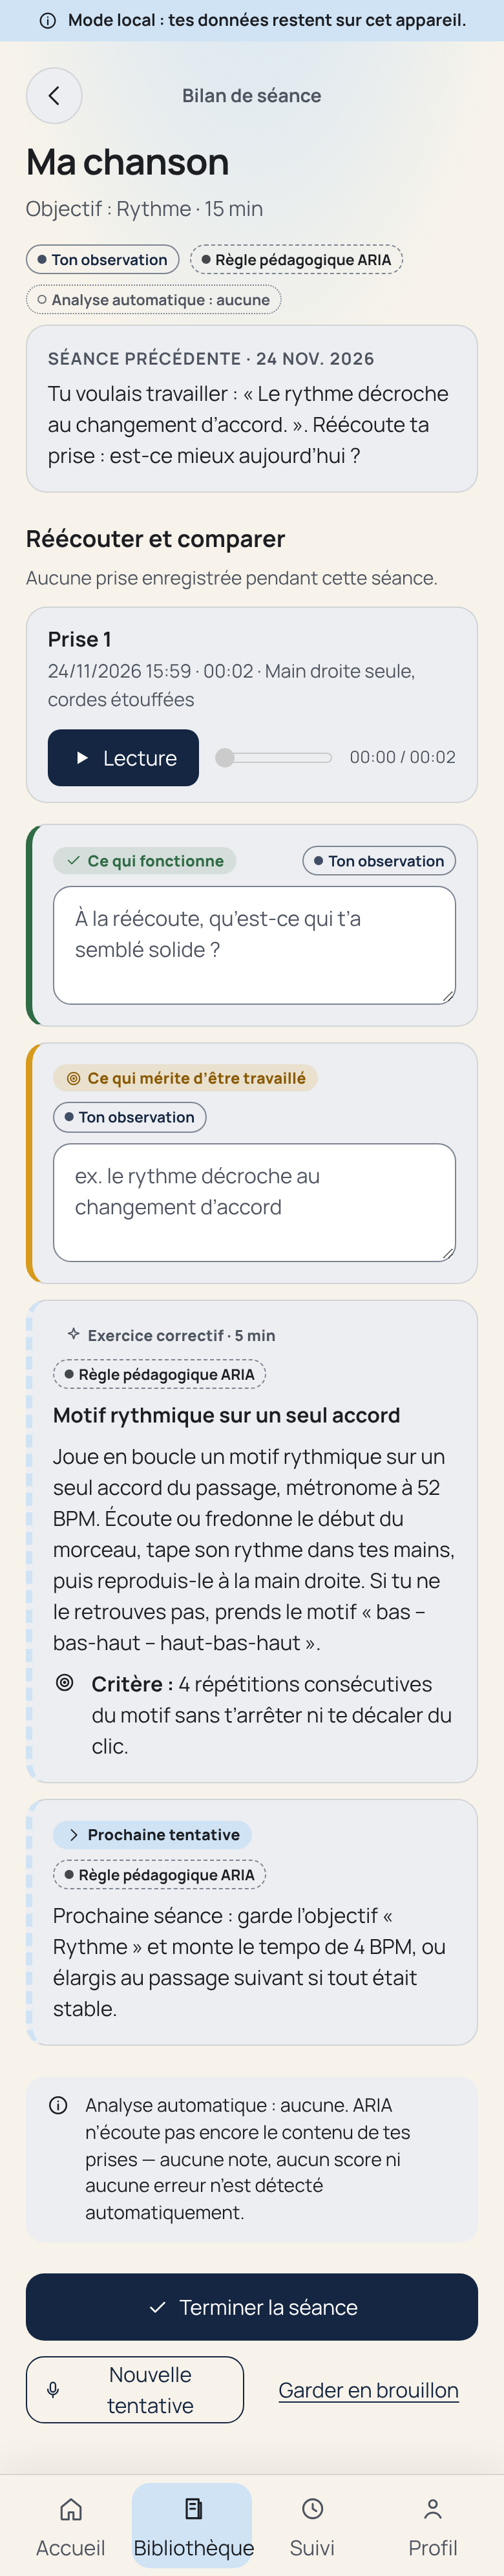 Mode local : tes données restent sur cet appareil.
Bilan de séance
Ma chanson
Objectif : Rythme · 15 min
Ton observation
Règle pédagogique ARIA
Analyse automatique : aucune
SÉANCE PRÉCÉDENTE · 24 NOV. 2026
Tu voulais travailler : « Le rythme décroche
au changement d’accord. ». Réécoute ta
prise : est-ce mieux aujourd’hui ?
Réécouter et comparer
Aucune prise enregistrée pendant cette séance.
Prise 1
24/11/2026 15:59 · 00:02 · Main droite seule,
cordes étouffées
Lecture
00:00 / 00:02
Ce qui fonctionne
Ton observation
À la réécoute, qu’est-ce qui t’a
semblé solide ?
Ce qui mérite d’être travaillé
Ton observation
ex. le rythme décroche au
changement d’accord
Exercice correctif · 5 min
Règle pédagogique ARIA
Motif rythmique sur un seul accord
Joue en boucle un motif rythmique sur un
seul accord du passage, métronome à 52
BPM. Écoute ou fredonne le début du
morceau, tape son rythme dans tes mains,
puis reproduis-le à la main droite. Si tu ne
le retrouves pas, prends le motif « bas –
bas-haut – haut-bas-haut ».
Critère : 4 répétitions consécutives
du motif sans t’arrêter ni te décaler du
clic.
Prochaine tentative
Règle pédagogique ARIA
Prochaine séance : garde l’objectif «
Rythme » et monte le tempo de 4 BPM, ou
élargis au passage suivant si tout était
stable.
Analyse automatique : aucune. ARIA
n’écoute pas encore le contenu de tes
prises — aucune note, aucun score ni
aucune erreur n’est détecté
automatiquement.
Terminer la séance
Nouvelle
tentative
Garder en brouillon
Accueil
Bibliothèque
Suivi
Profil